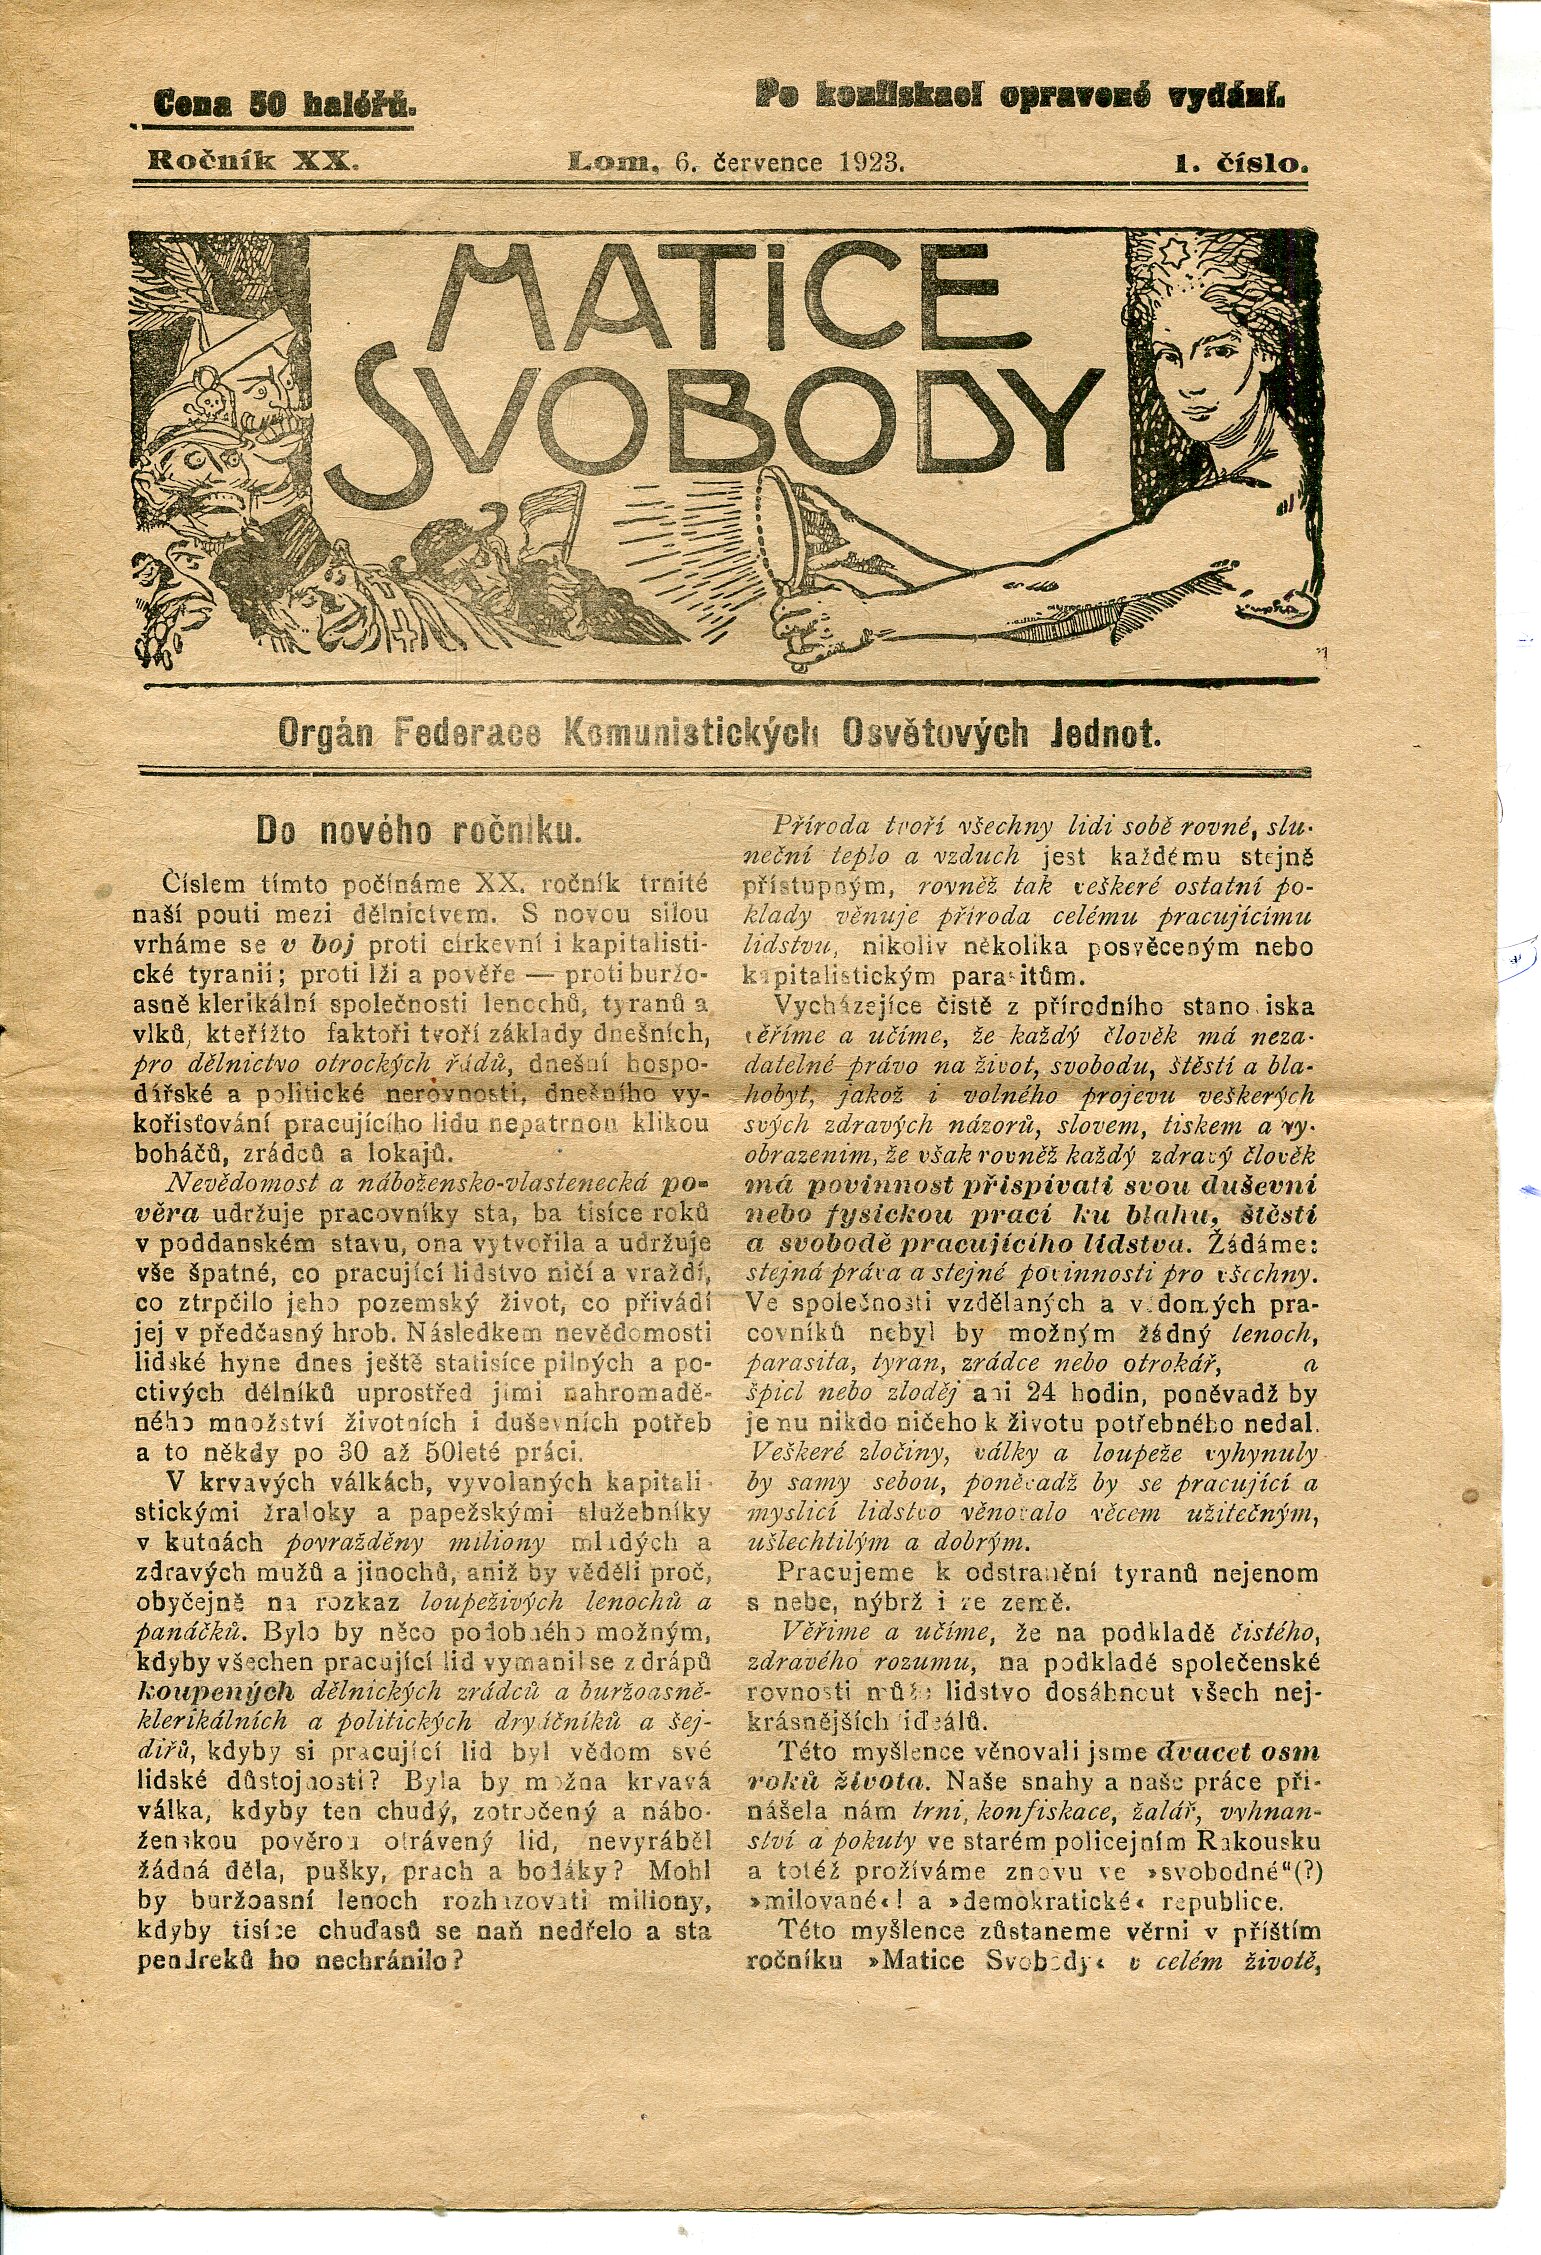 Cena 50 haléřů.
Po konfiskaci opravené vydání.
Ročník XX.
Lom, 6. července 1923.
1. číslo.
MATICE
SVOBODY
Orgán Federace Komunistických Osvětových Jednot.
Do nového ročníku.
Číslem tímto počínáme XX. ročník trnité
naší pouti mezi dělnictvem. S novou silou
vrháme se v boj proti církevní i kapitalisti-
cké tyranii; proti lži a pověře — proti buržo-
asně klerikální společnosti lenochů, tyranů a
vlků, kteřížto faktoři tvoří základy dnešních,
pro dělnictvo otrockých řádů, dnešní hospo-
dářské a politické nerovnosti, dnešního vy-
kořisťování pracujícího lidu nepatrnou klikou
boháčů, zrádců a lokajů.
Nevědomost a nábožensko-vlastenecká po-
věra udržuje pracovníky sta, ba tisíce roků
v poddanském stavu, ona vytvořila a udržuje
vše špatné, co pracující lidstvo ničí a vraždí,
co ztrpčilo jeho pozemský život, co přivádí
jej v předčasný hrob. Následkem nevědomosti
lidské hyne dnes ještě statisíce pilných a po-
ctivých dělníků uprostřed jimi nahromadě-
ného množství životních i duševních potřeb
a to někdy po 30 až 50leté práci.
V krvavých válkách, vyvolaných kapitali-
stickými žraloky a papežskými služebníky
v kutnách povražděny miliony mladých a
zdravých mužů a jinochů, aniž by věděli proč,
obyčejně na rozkaz loupeživých lenochů a
panáčků. Bylo by něco podobného možným,
kdyby všechen pracující lid vymanil se z drápů
koupených dělnických zrádců a buržoasně-
klerikálních a politických dryáčníků a šej-
dířů, kdyby si pracující lid byl vědom své
lidské důstojnosti? Byla by možna krvavá
válka, kdyby ten chudý, zotročený a nábo-
ženskou pověrou otrávený lid, nevyráběl
žádná děla, pušky, prach a bodáky? Mohl
by buržoasní lenoch rozhazovati miliony,
kdyby tisíce chuďasů se naň nedřelo a sta
pendreků ho nechránilo?
Příroda tvoří všechny lidi sobě rovné, slu-
neční teplo a vzduch jest každému stejně
přístupným, rovněž tak veškeré ostatní po-
klady věnuje příroda celému pracujícímu
lidstvu, nikoliv několika posvěceným nebo
kapitalistickým parasitům.
Vycházejíce čistě z přírodního stanoviska
věříme a učíme, že každý člověk má neza-
datelné právo na život, svobodu, štěstí a bla-
hobyt, jakož i volného projevu veškerých
svých zdravých názorů, slovem, tiskem a vy-
obrazením, že však rovněž každý zdravý člověk
má povinnost přispívati svou duševní
nebo fysickou prací ku blahu, štěstí
a svobodě pracujícího lidstva. Žádáme:
stejná práva a stejné povinnosti pro všechny.
Ve společnosti vzdělaných a vědomých pra-
covníků nebyl by možným žádný lenoch,
parasita, tyran, zrádce nebo otrokář, a
špicl nebo zloděj ani 24 hodin, poněvadž by
jemu nikdo ničeho k životu potřebného nedal.
Veškeré zločiny, války a loupeže vyhynuly
by samy sebou, poněvadž by se pracující a
myslící lidstvo věnovalo věcem užitečným,
ušlechtilým a dobrým.
Pracujeme k odstranění tyranů nejenom
s nebe, nýbrž i ze země.
Věříme a učíme, že na podkladě čistého,
zdravého rozumu, na podkladě společenské
rovnosti může lidstvo dosáhnout všech nej-
krásnějších ideálů.
Této myšlence věnovali jsme dvacet osm
roků života. Naše snahy a naše práce při-
nášela nám trní, konfiskace, žalář, vyhnan-
ství a pokuty ve starém policejním Rakousku
a totéž prožíváme znovu ve »svobodné“(?)
»milované«! a »demokratické« republice.
Této myšlence zůstaneme věrni v příštím
ročníku »Matice Svobody« v celém životě,